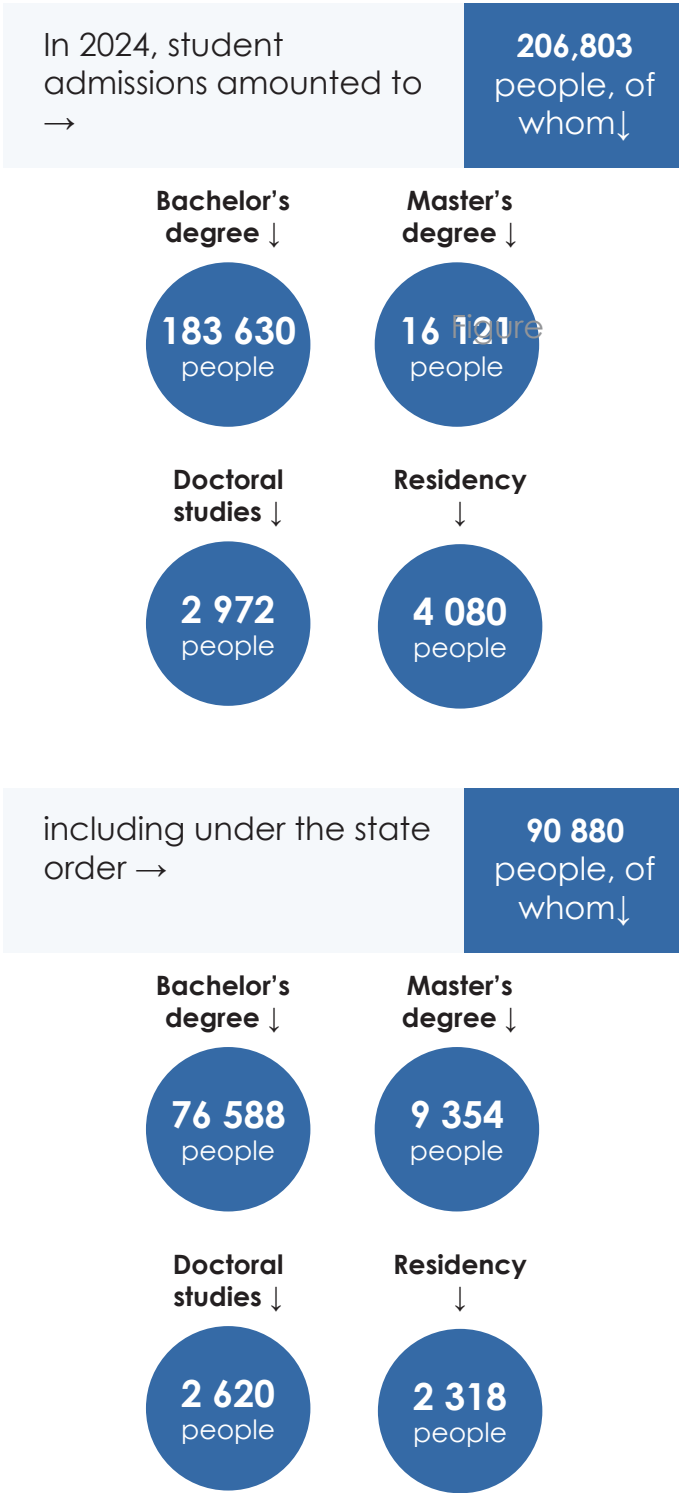 In 2024, student
admissions amounted to
→
206,803
people, of
whom↓
Bachelor's
degree ↓
Master's
degree ↓
183 630
people
16 121
Figure
people
Doctoral
studies ↓
Residency
↓
2 972
people
4 080
people
including under the state
order →
90 880
people, of
whom↓
Bachelor's
degree ↓
Master's
degree ↓
76 588
people
9 354
people
Doctoral
studies ↓
Residency
↓
2 620
people
2 318
people